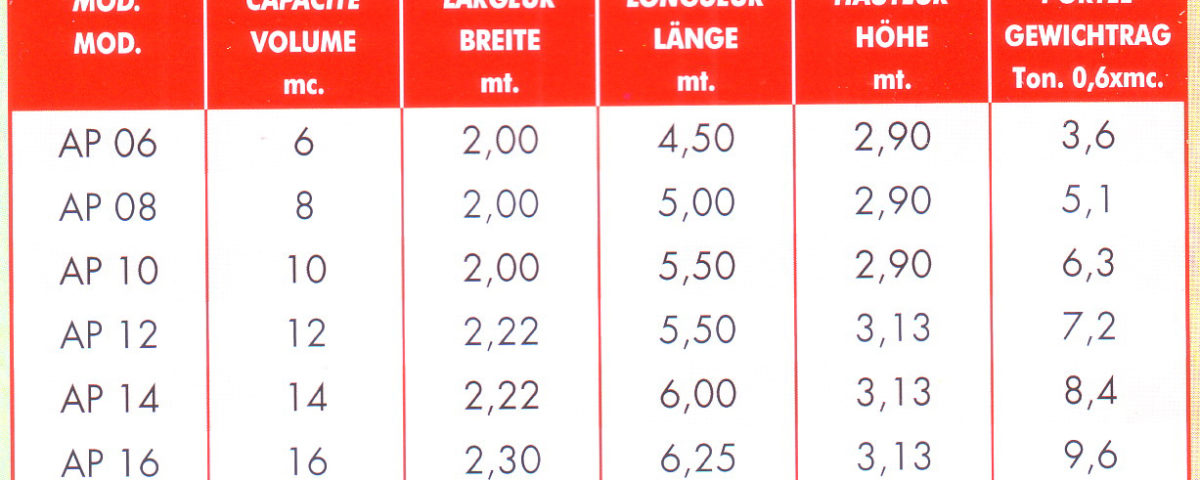 MOD. CAPACITÉ LARGEUR LONGUEUR HAUTEUR PORTÉE
MOD. VOLUME BREITE LÄNGE HÖHE GEWICHTRAG
mc. mt. mt. mt. Ton. 0,6xmc.
AP 06 6 2,00 4,50 2,90 3,6
AP 08 8 2,00 5,00 2,90 5,1
AP 10 10 2,00 5,50 2,90 6,3
AP 12 12 2,22 5,50 3,13 7,2
AP 14 14 2,22 6,00 3,13 8,4
AP 16 16 2,30 6,25 3,13 9,6